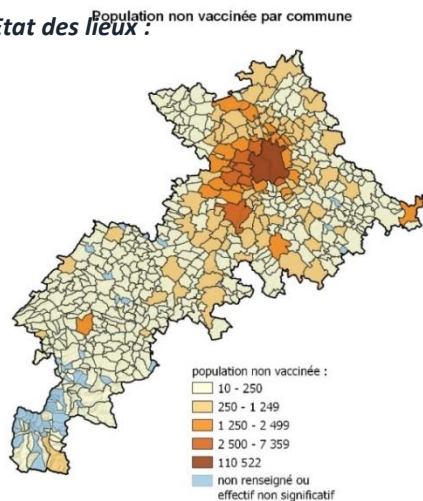 Etat des lieux :
Population non vaccinée par commune
population non vaccinée :
10 - 250
250 - 1 249
1 250 - 2 499
2 500 - 7 359
110 522
non renseigné ou
effectif non significatif